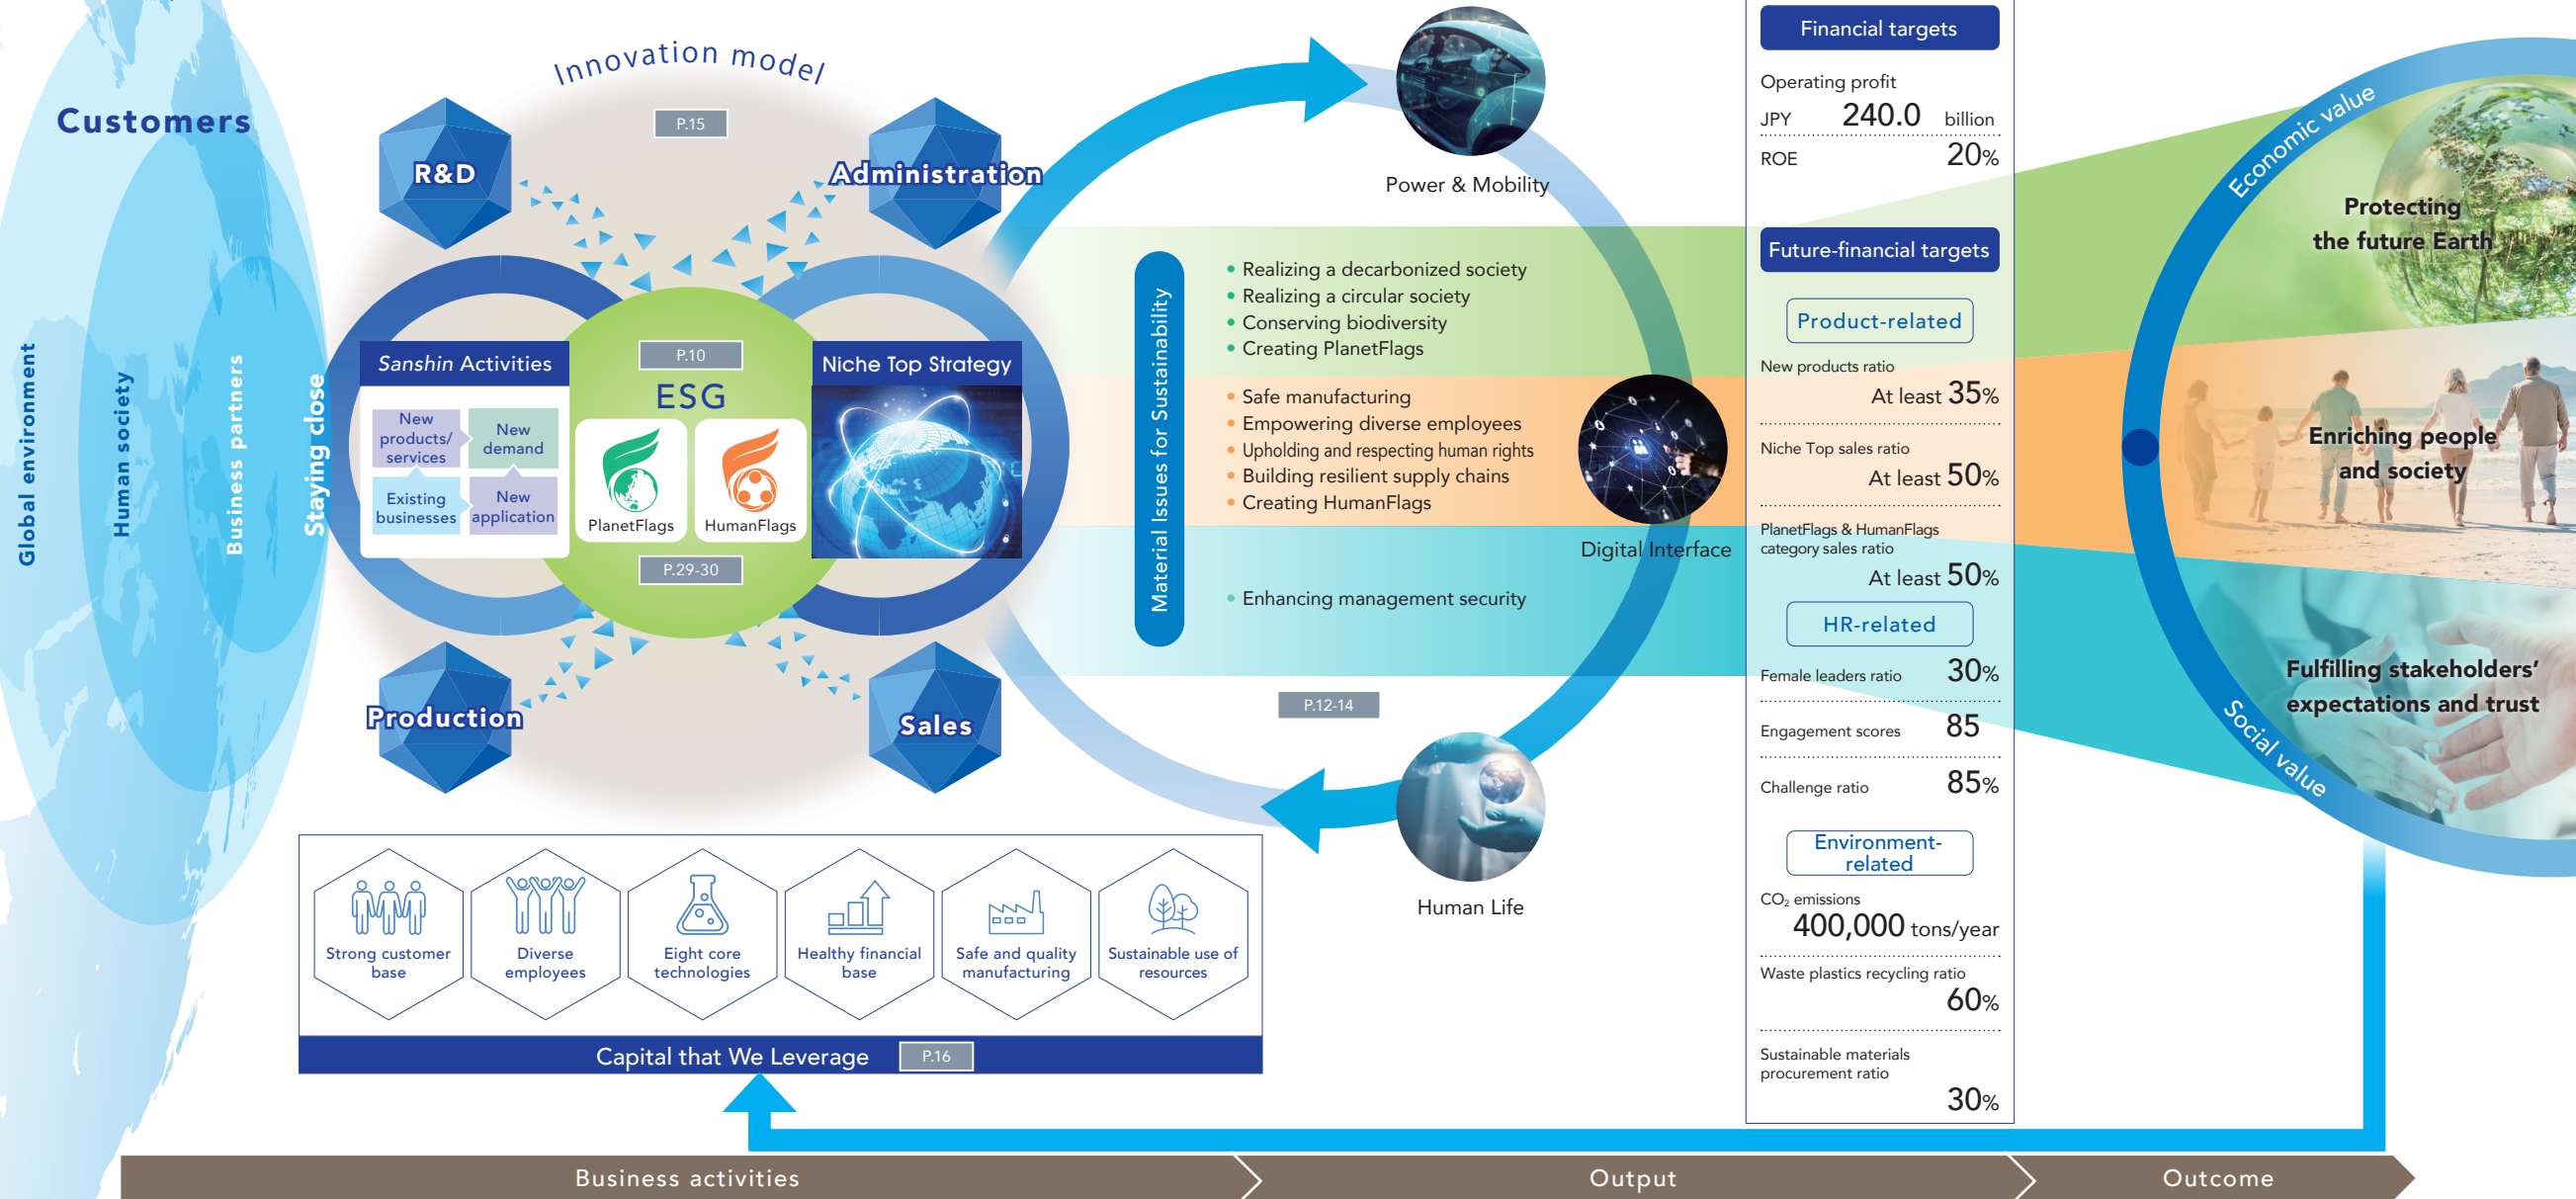 Customers
Global environment
Human society
Business partners
Staying close
Innovation model
P.15
R&D
Administration
Sanshin Activities
New
products/
services
New
demand
Existing
businesses
New
application
P.10
ESG
PlanetFlags
HumanFlags
P.29-30
Niche Top Strategy
Production
Sales
Strong customer
base
Diverse
employees
Eight core
technologies
Healthy financial
base
Safe and quality
manufacturing
Sustainable use of
resources
Capital that We Leverage
P.16
Power & Mobility
Material Issues for Sustainability
• Realizing a decarbonized society
• Realizing a circular society
• Conserving biodiversity
• Creating PlanetFlags
• Safe manufacturing
• Empowering diverse employees
• Upholding and respecting human rights
• Building resilient supply chains
• Creating HumanFlags
• Enhancing management security
Digital Interface
P.12-14
Human Life
Financial targets
Operating profit
JPY 240.0 billion
ROE 20%
Future-financial targets
Product-related
New products ratio
At least 35%
Niche Top sales ratio
At least 50%
PlanetFlags & HumanFlags
category sales ratio
At least 50%
HR-related
Female leaders ratio 30%
Engagement scores 85
Challenge ratio 85%
Environment-
related
CO₂ emissions
400,000 tons/year
Waste plastics recycling ratio
60%
Sustainable materials
procurement ratio
30%
Economic value
Protecting
the future Earth
Enriching people
and society
Fulfilling stakeholders’
expectations and trust
Social value
Business activities
Output
Outcome